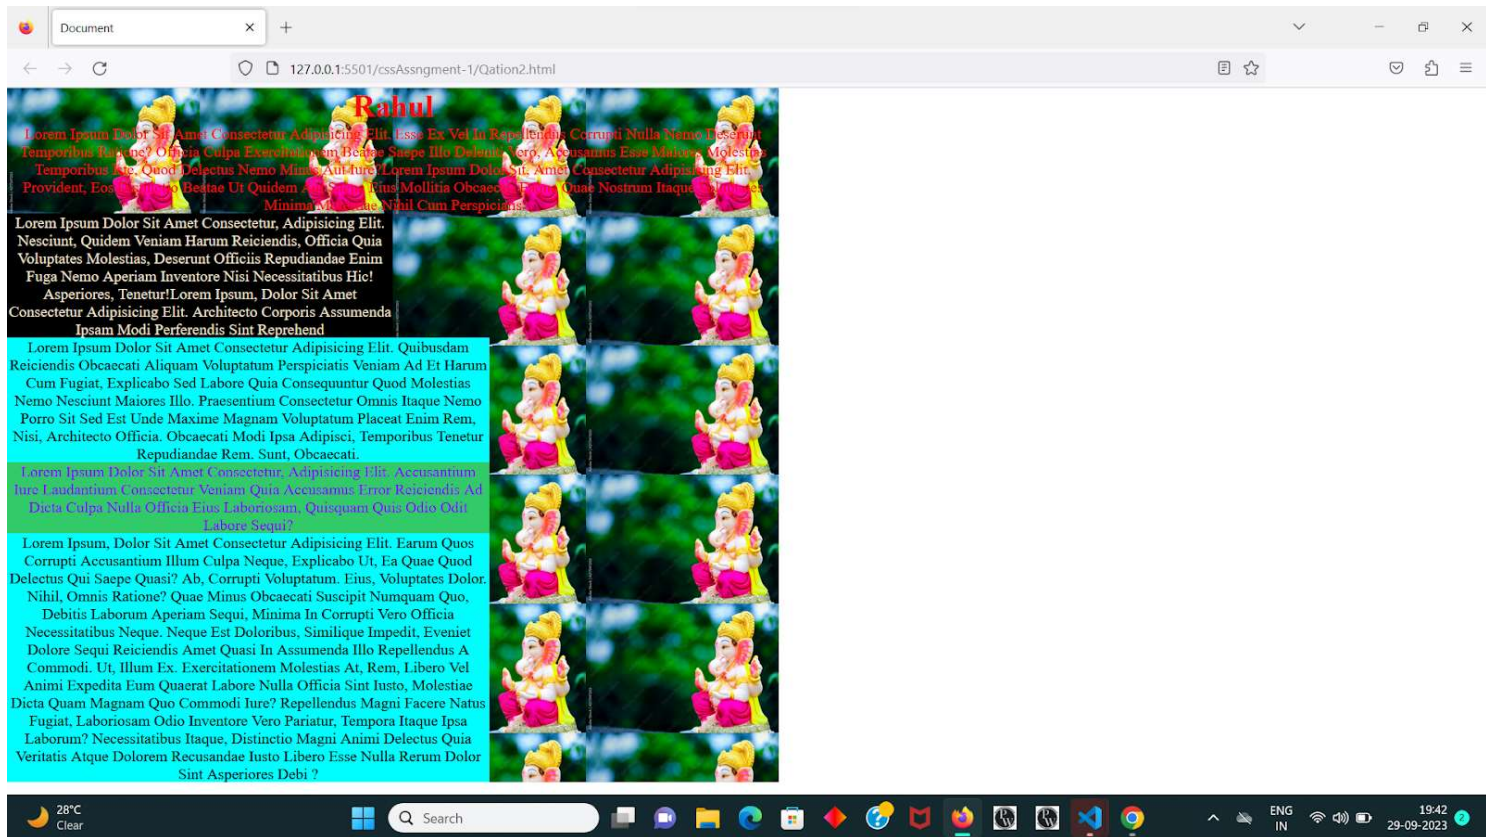 Document
127.0.0.1:5501/cssAssngment-1/Qation2.html
Rahul
Lorem Ipsum Dolor Sit Amet Consectetur Adipisicing Elit. Esse Ex Vel In Repellendus Corrupti Nulla Nemo Deserunt
Temporibus Ratione? Officia Culpa Exercitationem Beatae Saepe Illo Deleniti Vero, Accusamus Esse Maiores Molestias
Temporibus Hic, Quod Delectus Nemo Minus Aut Iure?Lorem Ipsum Dolor Sit, Amet Consectetur Adipisicing Elit.
Provident, Eos Beatae Ut Quidem Eius Mollitia Quae Nostrum Itaque
Minima Nihil Cum Perspiciatis
Lorem Ipsum Dolor Sit Amet Consectetur, Adipisicing Elit.
Nesciunt, Quidem Veniam Harum Reiciendis, Officia Quia
Voluptates Molestias, Deserunt Officiis Repudiandae Enim
Fuga Nemo Aperiam Inventore Nisi Necessitatibus Hic!
Asperiores, Tenetur!Lorem Ipsum, Dolor Sit Amet
Consectetur Adipisicing Elit. Architecto Corporis Assumenda
Ipsam Modi Perferendis Sint Reprehend
Lorem Ipsum Dolor Sit Amet Consectetur Adipisicing Elit. Quibusdam
Reiciendis Obcaecati Aliquam Voluptatum Perspiciatis Veniam Ad Et Harum
Cum Fugiat, Explicabo Sed Labore Quia Consequuntur Quod Molestias
Nemo Nesciunt Maiores Illo. Praesentium Consectetur Omnis Itaque Nemo
Porro Sit Sed Est Unde Maxime Magnam Voluptatum Placeat Enim Rem,
Nisi, Architecto Officia. Obcaecati Modi Ipsa Adipisci, Temporibus Tenetur
Repudiandae Rem. Sunt, Obcaecati.
Lorem Ipsum Dolor Sit Amet Consectetur, Adipisicing Elit. Accusantium
Iure Laudantium Consectetur Veniam Quia Accusamus Error Reiciendis Ad
Dicta Culpa Nulla Officia Eius Laboriosam, Quisquam Quis Odio Odit
Labore Sequi?
Lorem Ipsum, Dolor Sit Amet Consectetur Adipisicing Elit. Earum Quos
Corrupti Accusantium Illum Culpa Neque, Explicabo Ut, Ea Quae Quod
Delectus Qui Saepe Quasi? Ab, Corrupti Voluptatum. Eius, Voluptates Dolor.
Nihil, Omnis Ratione? Quae Minus Obcaecati Suscipit Numquam Quo,
Debitis Laborum Aperiam Sequi, Minima In Corrupti Vero Officia
Necessitatibus Neque. Neque Est Doloribus, Similique Impedit, Eveniet
Dolore Sequi Reiciendis Amet Quasi In Assumenda Illo Repellendus A
Commodi. Ut, Illum Ex. Exercitationem Molestias At, Rem, Libero Vel
Animi Expedita Eum Quaerat Labore Nulla Officia Sint Iusto, Molestiae
Dicta Quam Magnam Quo Commodi Iure? Repellendus Magni Facere Natus
Fugiat, Laboriosam Odio Inventore Vero Pariatur, Tempora Itaque Ipsa
Laborum? Necessitatibus Itaque, Distinctio Magni Animi Delectus Quia
Veritatis Atque Dolorem Recusandae Iusto Libero Esse Nulla Rerum Dolor
Sint Asperiores Debi ?
28°C
Clear
Search
ENG
IN
19:42
29-09-2023
2